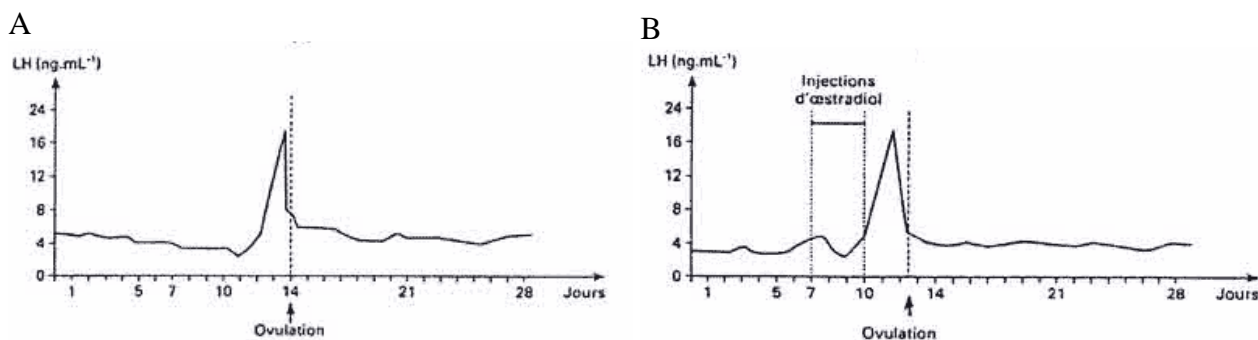 A
LH (ng.mL⁻¹)
24
16
12
8
4
0
1 5 7 10 14 21 28 Jours
Ovulation
B
LH (ng.mL⁻¹)
Injections
d'œstradiol
24
16
12
8
4
0
1 5 7 10 14 21 28 Jours
Ovulation